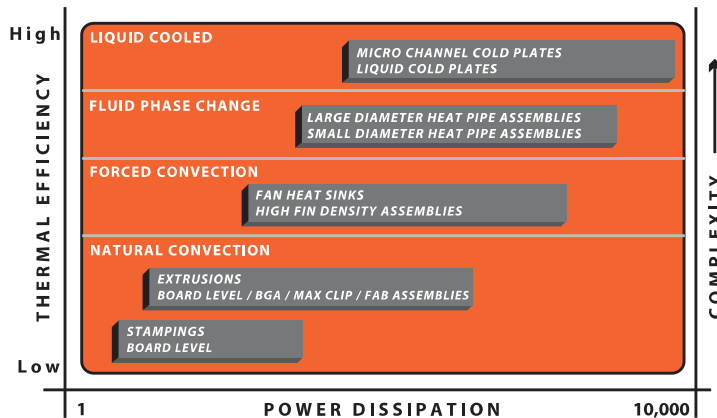 High
LIQUID COOLED
MICRO CHANNEL COLD PLATES
LIQUID COLD PLATES
FLUID PHASE CHANGE
LARGE DIAMETER HEAT PIPE ASSEMBLIES
SMALL DIAMETER HEAT PIPE ASSEMBLIES
FORCED CONVECTION
FAN HEAT SINKS
HIGH FIN DENSITY ASSEMBLIES
NATURAL CONVECTION
EXTRUSIONS
BOARD LEVEL / BGA / MAX CLIP / FAB ASSEMBLIES
STAMPINGS
BOARD LEVEL
Low
THERMAL EFFICIENCY
COMPLEXITY
1
POWER DISSIPATION
10,000